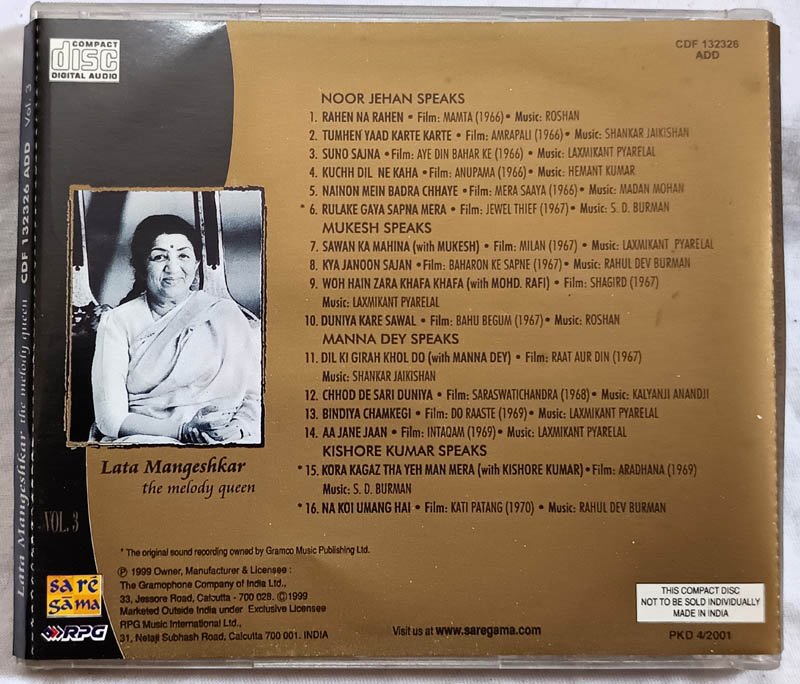 COMPACT
disc
DIGITAL AUDIO
CDF 132326
ADD
NOOR JEHAN SPEAKS
1. RAHEN NA RAHEN • Film: MAMTA (1966) • Music: ROSHAN
2. TUMHEN YAAD KARTE KARTE • Film: AMRAPALI (1966) • Music: SHANKAR JAIKISHAN
3. SUNO SAJNA • Film: AYE DIN BAHAR KE (1966) • Music: LAXMIKANT PYARELAL
4. KUCHH DIL NE KAHA • Film: ANUPAMA (1966) • Music: HEMANT KUMAR
5. NAINON MEIN BADRA CHHAYE • Film: MERA SAAYA (1966) • Music: MADAN MOHAN
* 6. RULAKE GAYA SAPNA MERA • Film: JEWEL THIEF (1967) • Music: S. D. BURMAN
MUKESH SPEAKS
7. SAWAN KA MAHINA (with MUKESH) • Film: MILAN (1967) • Music: LAXMIKANT PYARELAL
8. KYA JANOON SAJAN • Film: BAHARON KE SAPNE (1967) • Music: RAHUL DEV BURMAN
9. WOH HAIN ZARA KHAFA KHAFA (with MOHD. RAFI) • Film: SHAGIRD (1967)
Music: LAXMIKANT PYARELAL
10. DUNIYA KARE SAWAL • Film: BAHU BEGUM (1967) • Music: ROSHAN
MANNA DEY SPEAKS
11. DIL KI GIRAH KHOL DO (with MANNA DEY) • Film: RAAT AUR DIN (1967)
Music: SHANKAR JAIKISHAN
12. CHHOD DE SARI DUNIYA • Film: SARASWATICHANDRA (1968) • Music: KALYANJI ANANDJI
13. BINDIYA CHAMKEGI • Film: DO RAASTE (1969) • Music: LAXMIKANT PYARELAL
14. AA JANE JAAN • Film: INTAQAM (1969) • Music: LAXMIKANT PYARELAL
KISHORE KUMAR SPEAKS
* 15. KORA KAGAZ THA YEH MAN MERA (with KISHORE KUMAR) • Film: ARADHANA (1969)
Music: S. D. BURMAN
* 16. NA KOI UMANG HAI • Film: KATI PATANG (1970) • Music: RAHUL DEV BURMAN
Lata Mangeshkar
the melody queen
VOL. 3
* The original sound recording owned by Gramco Music Publishing Ltd.
℗ 1999 Owner, Manufacturer & Licensee :
The Gramophone Company of India Ltd.,
33, Jessore Road, Calcutta - 700 028. ©1999
Marketed Outside India under Exclusive Licensee
RPG Music International Ltd.,
31, Netaji Subhash Road, Calcutta 700 001. INDIA
Visit us at www.saregama.com
THIS COMPACT DISC
NOT TO BE SOLD INDIVIDUALLY
MADE IN INDIA
PKD 4/2001
sa rē
gā ma
RPG
Lata Mangeshkar the melody queen CDF 132326 ADD Vol. 3